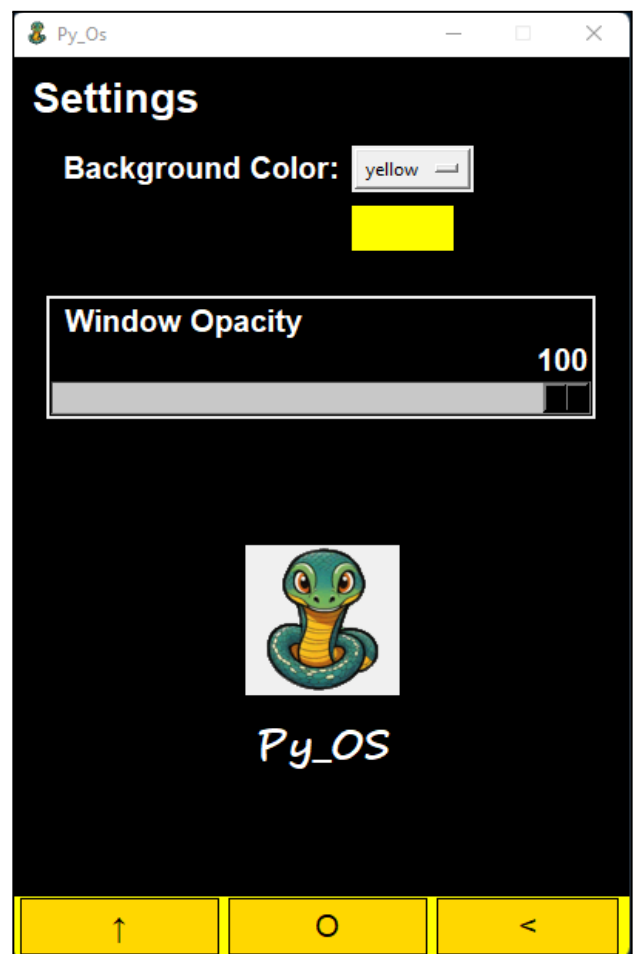 Py_Os
Settings
Background Color: yellow
Window Opacity
100
Py_OS
↑ O <